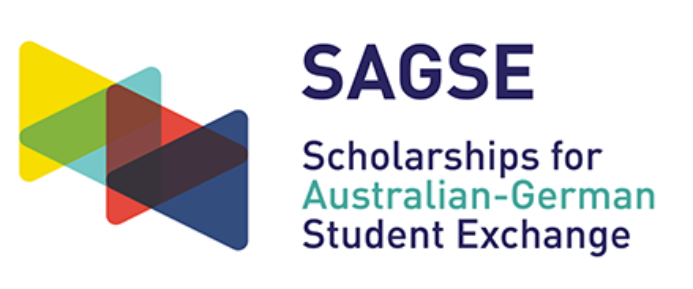 SAGSE
Scholarships for
Australian-German
Student Exchange